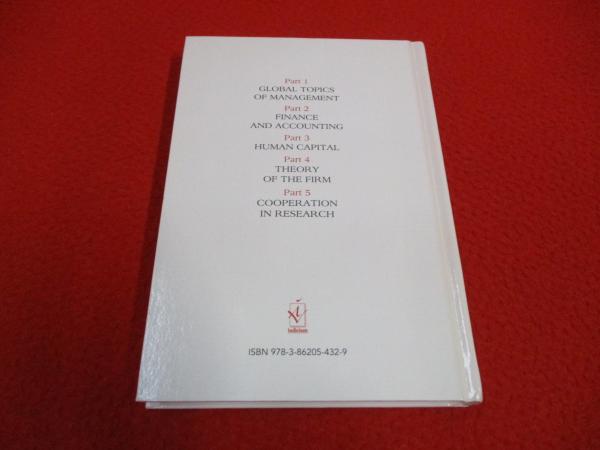 Part 1
GLOBAL TOPICS
OF MANAGEMENT
Part 2
FINANCE
AND ACCOUNTING
Part 3
HUMAN CAPITAL
Part 4
THEORY
OF THE FIRM
Part 5
COOPERATION
IN RESEARCH
iudicium
ISBN 978-3-86205-432-9